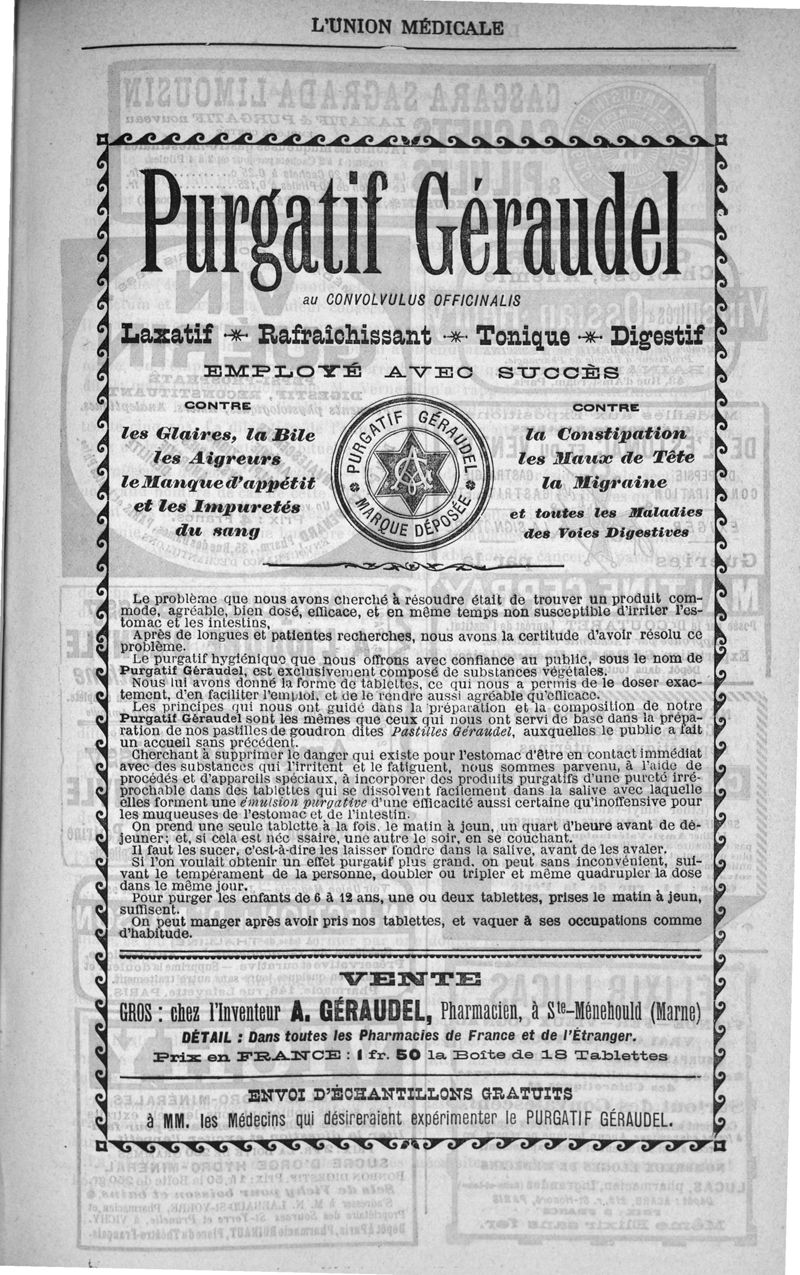 L'UNION MÉDICALE
Purgatif Géraudel
au CONVOLVULUS OFFICINALIS
Laxatif Rafraîchissant Tonique Digestif
EMPLOYÉ AVEC SUCCÈS
CONTRE
les Glaires, la Bile
les Aigreurs
le Manque d'appétit
et les Impuretés
du sang
PURGATIF GÉRAUDEL
MARQUE DÉPOSÉE
CONTRE
la Constipation
les Maux de Tête
la Migraine
et toutes les Maladies
des Voies Digestives
Le problème que nous avons cherché à résoudre était de trouver un produit com-
mode, agréable, bien dosé, efficace, et en même temps non susceptible d'irriter l'es-
tomac et les intestins,
Après de longues et patientes recherches, nous avons la certitude d'avoir résolu ce
problème.
Le purgatif hygiénique que nous offrons avec confiance au public, sous le nom de
Purgatif Géraudel, est exclusivement composé de substances végétales.
Nous lui avons donné la forme de tablettes, ce qui nous a permis de le doser exac-
tement, d'en faciliter l'emploi, et de le rendre aussi agréable qu'efficace.
Les principes qui nous ont guidé dans la préparation et la composition de notre
Purgatif Géraudel sont les mêmes que ceux qui nous ont servi de base dans la prépa-
ration de nos pastilles de goudron dites Pastilles Géraudel, auxquelles le public a fait
un accueil sans précédent.
Cherchant à supprimer le danger qui existe pour l'estomac d'être en contact immédiat
avec des substances qui l'irritent et le fatiguent, nous sommes parvenu, à l'aide de
procédés et d'appareils spéciaux, à incorporer des produits purgatifs d'une pureté irré-
prochable dans des tablettes qui se dissolvent facilement dans la salive avec laquelle
elles forment une émulsion purgative d'une efficacité aussi certaine qu'inoffensive pour
les muqueuses de l'estomac et de l'intestin.
On prend une seule tablette à la fois, le matin à jeun, un quart d'heure avant de dé-
jeuner; et, si cela est néc ssaire, une autre le soir, en se couchant.
Il faut les sucer, c'est-à-dire les laisser fondre dans la salive, avant de les avaler.
Si l'on voulait obtenir un effet purgatif plus grand, on peut sans inconvénient, sui-
vant le tempérament de la personne, doubler ou tripler et même quadrupler la dose
dans le même jour.
Pour purger les enfants de 6 à 12 ans, une ou deux tablettes, prises le matin à jeun,
suffisent.
On peut manger après avoir pris nos tablettes, et vaquer à ses occupations comme
d'habitude.
VENTE
GROS : chez l'Inventeur A. GÉRAUDEL, Pharmacien, à Ste-Ménehould (Marne)
DÉTAIL : Dans toutes les Pharmacies de France et de l'Étranger.
Prix en FRANCE : 1 fr. 50 la Boîte de 18 Tablettes
ENVOI D'ÉCHANTILLONS GRATUITS
à MM. les Médecins qui désireraient expérimenter le PURGATIF GÉRAUDEL.